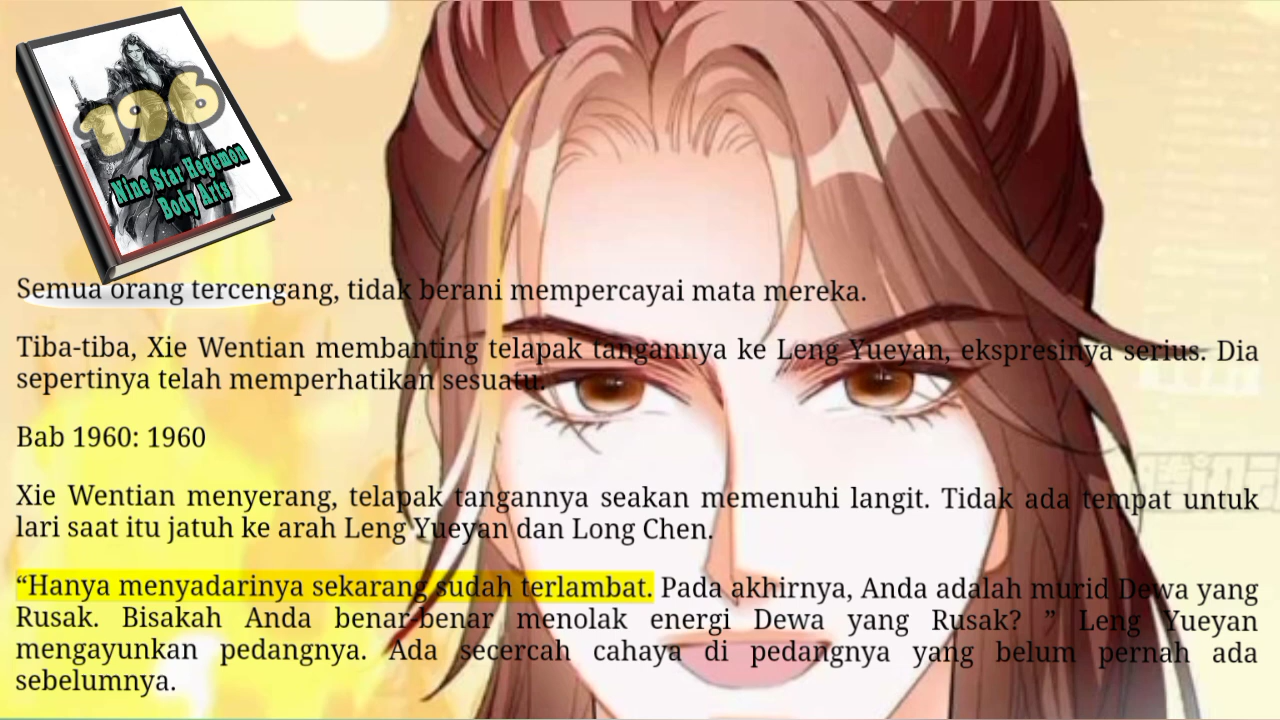 196
Nine Star Hegemon
Body Arts
Semua orang tercengang, tidak berani mempercayai mata mereka.
Tiba-tiba, Xie Wentian membanting telapak tangannya ke Leng Yueyan, ekspresinya serius. Dia
sepertinya telah memperhatikan sesuatu.
Bab 1960: 1960
Xie Wentian menyerang, telapak tangannya seakan memenuhi langit. Tidak ada tempat untuk
lari saat itu jatuh ke arah Leng Yueyan dan Long Chen.
“Hanya menyadarinya sekarang sudah terlambat. Pada akhirnya, Anda adalah murid Dewa yang
Rusak. Bisakah Anda benar-benar menolak energi Dewa yang Rusak? ” Leng Yueyan
mengayunkan pedangnya. Ada secercah cahaya di pedangnya yang belum pernah ada
sebelumnya.